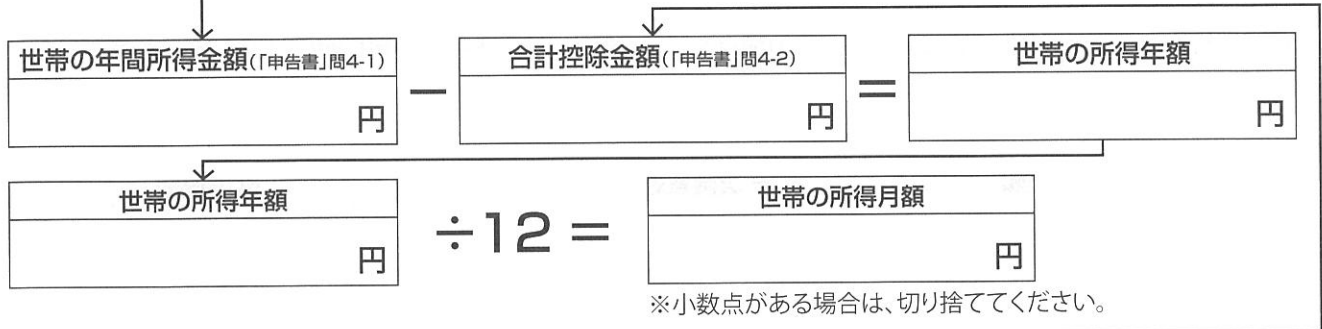 世帯の年間所得金額(「申告書」問4-1) − 合計控除金額(「申告書」問4-2) = 世帯の所得年額
円 円 円
世帯の所得年額 ÷12= 世帯の所得月額
円 円
※小数点がある場合は、切り捨ててください。